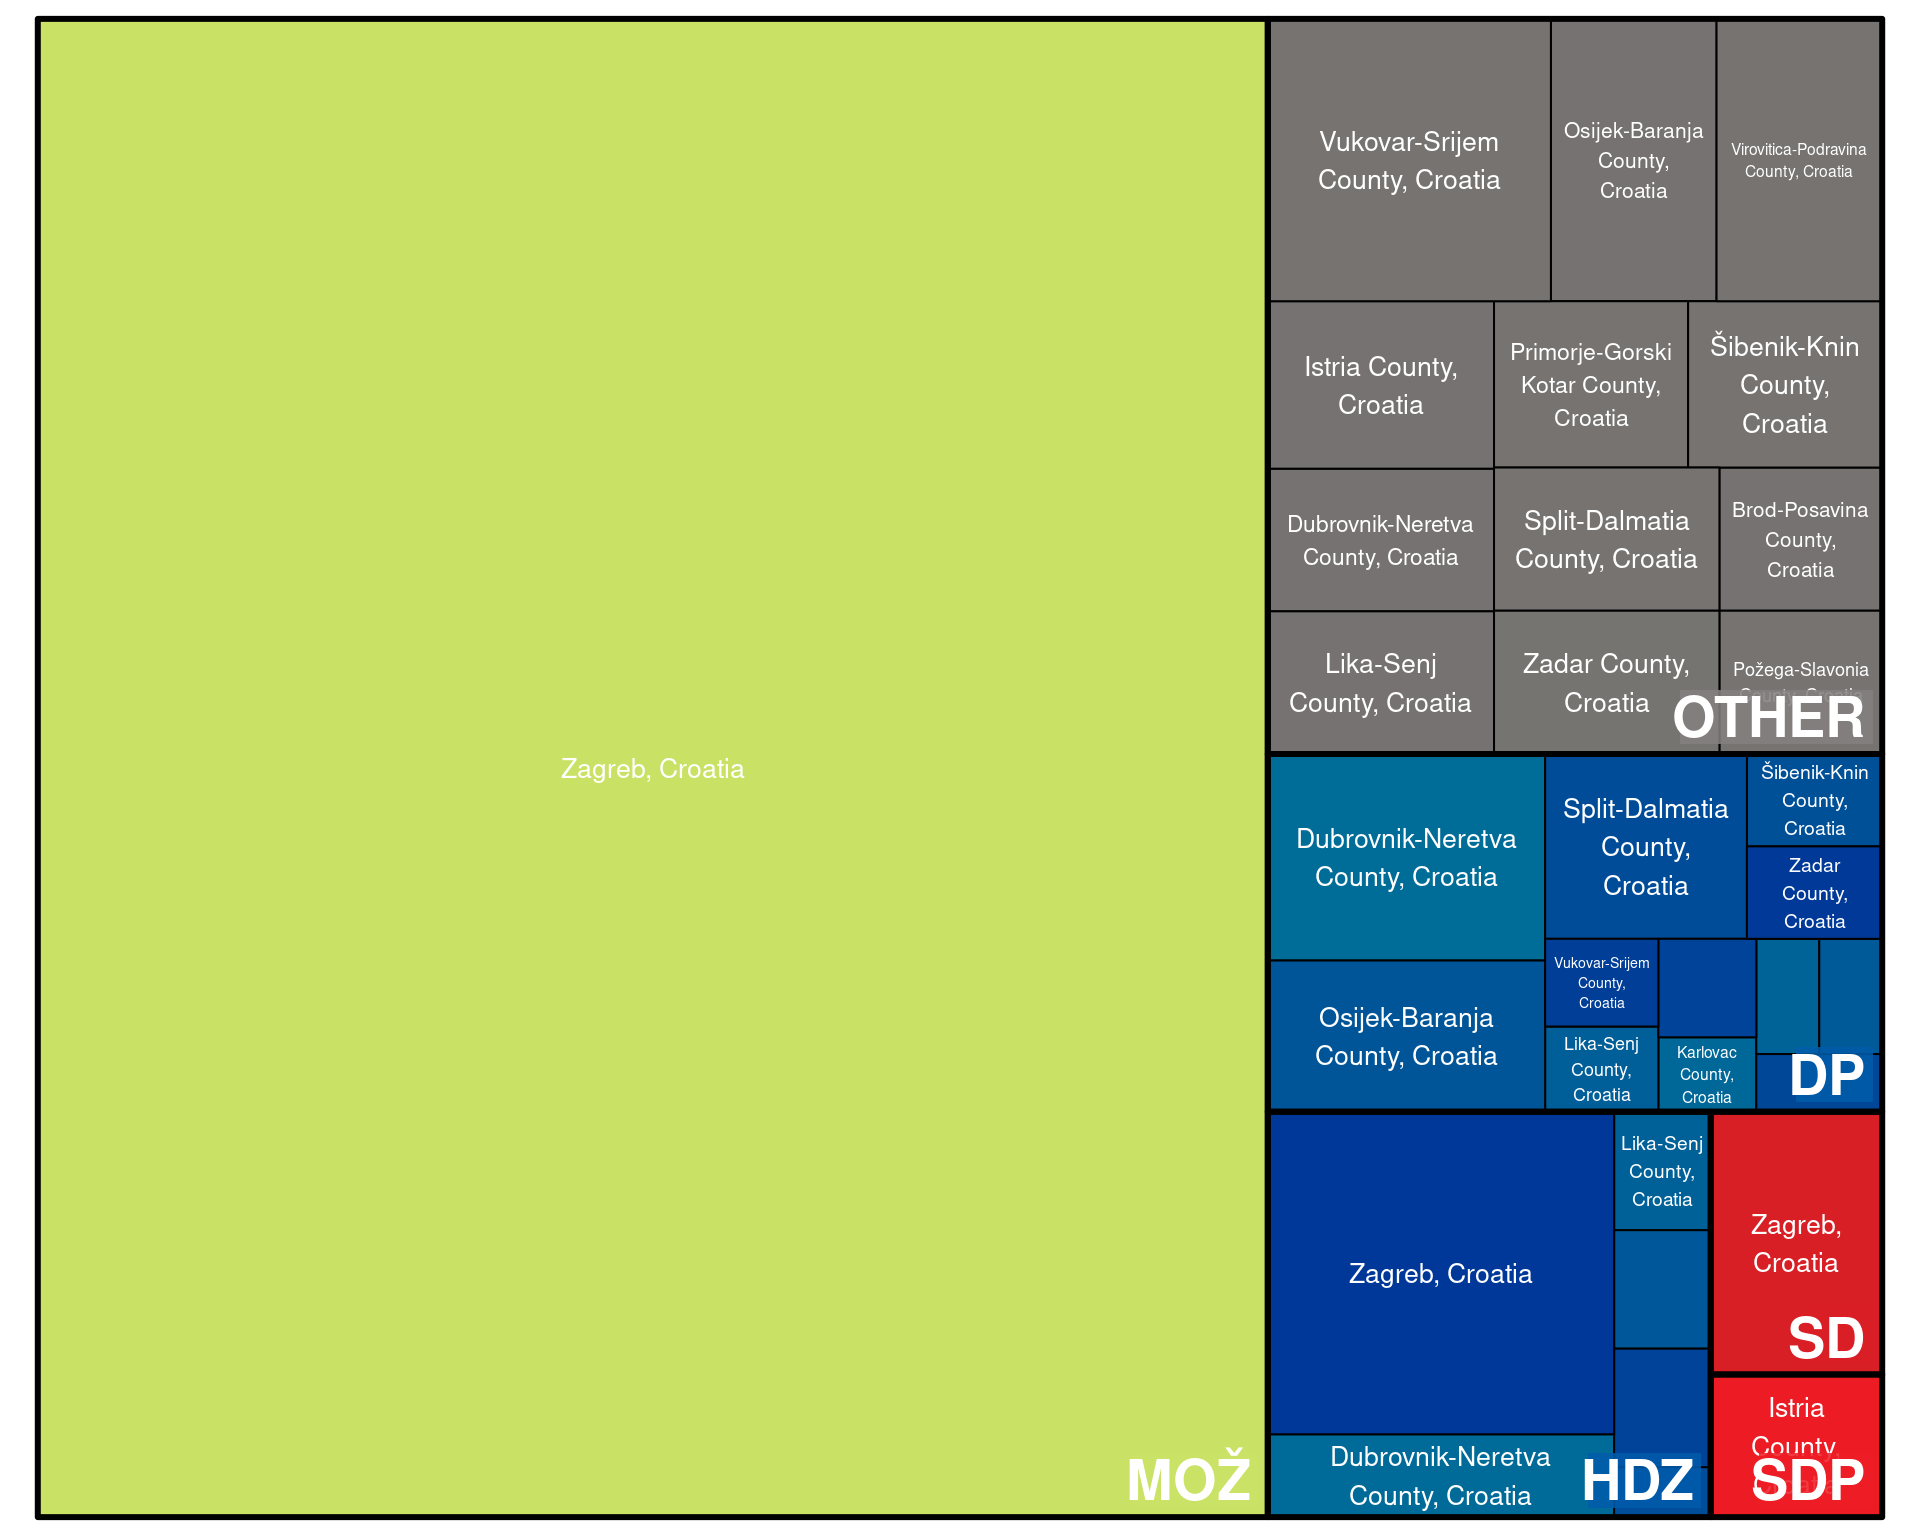 Zagreb, Croatia
MOŽ
Vukovar-Srijem
County, Croatia
Osijek-Baranja
County,
Croatia
Virovitica-Podravina
County, Croatia
Istria County,
Croatia
Primorje-Gorski
Kotar County,
Croatia
Šibenik-Knin
County,
Croatia
Dubrovnik-Neretva
County, Croatia
Split-Dalmatia
County, Croatia
Brod-Posavina
County,
Croatia
Lika-Senj
County, Croatia
Zadar County,
Croatia
Požega-Slavonia
County, Croatia
OTHER
Dubrovnik-Neretva
County, Croatia
Split-Dalmatia
County,
Croatia
Šibenik-Knin
County,
Croatia
Zadar
County,
Croatia
Osijek-Baranja
County, Croatia
Vukovar-Srijem
County,
Croatia
Lika-Senj
County,
Croatia
Karlovac
County,
Croatia
DP
Zagreb, Croatia
Lika-Senj
County,
Croatia
Dubrovnik-Neretva
County, Croatia
HDZ
Zagreb,
Croatia
SD
Istria
County,
SDP